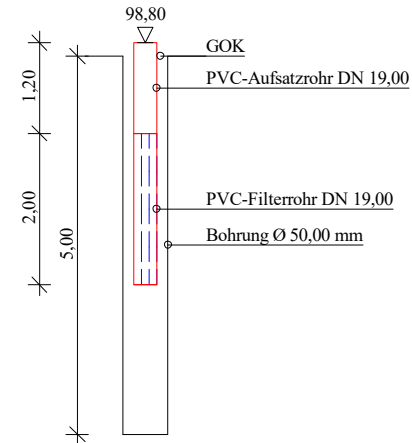 98,80
GOK
PVC-Aufsatzrohr DN 19,00
1,20
PVC-Filterrohr DN 19,00
2,00
Bohrung Ø 50,00 mm
5,00